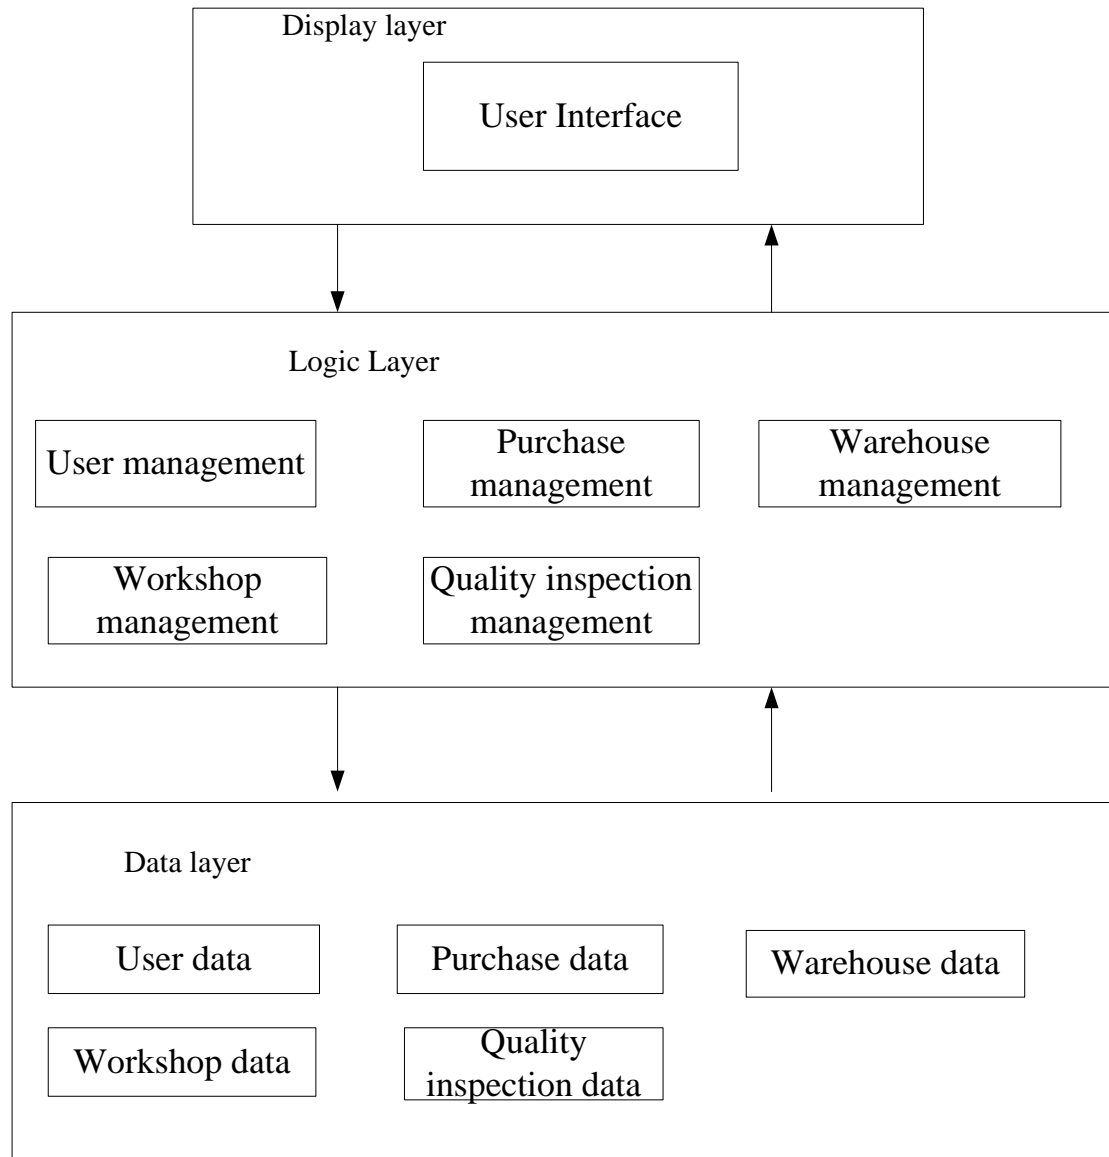 Display layer
User Interface
Logic Layer
User management
Purchase
management
Warehouse
management
Workshop
management
Quality inspection
management
Data layer
User data
Purchase data
Warehouse data
Workshop data
Quality
inspection data